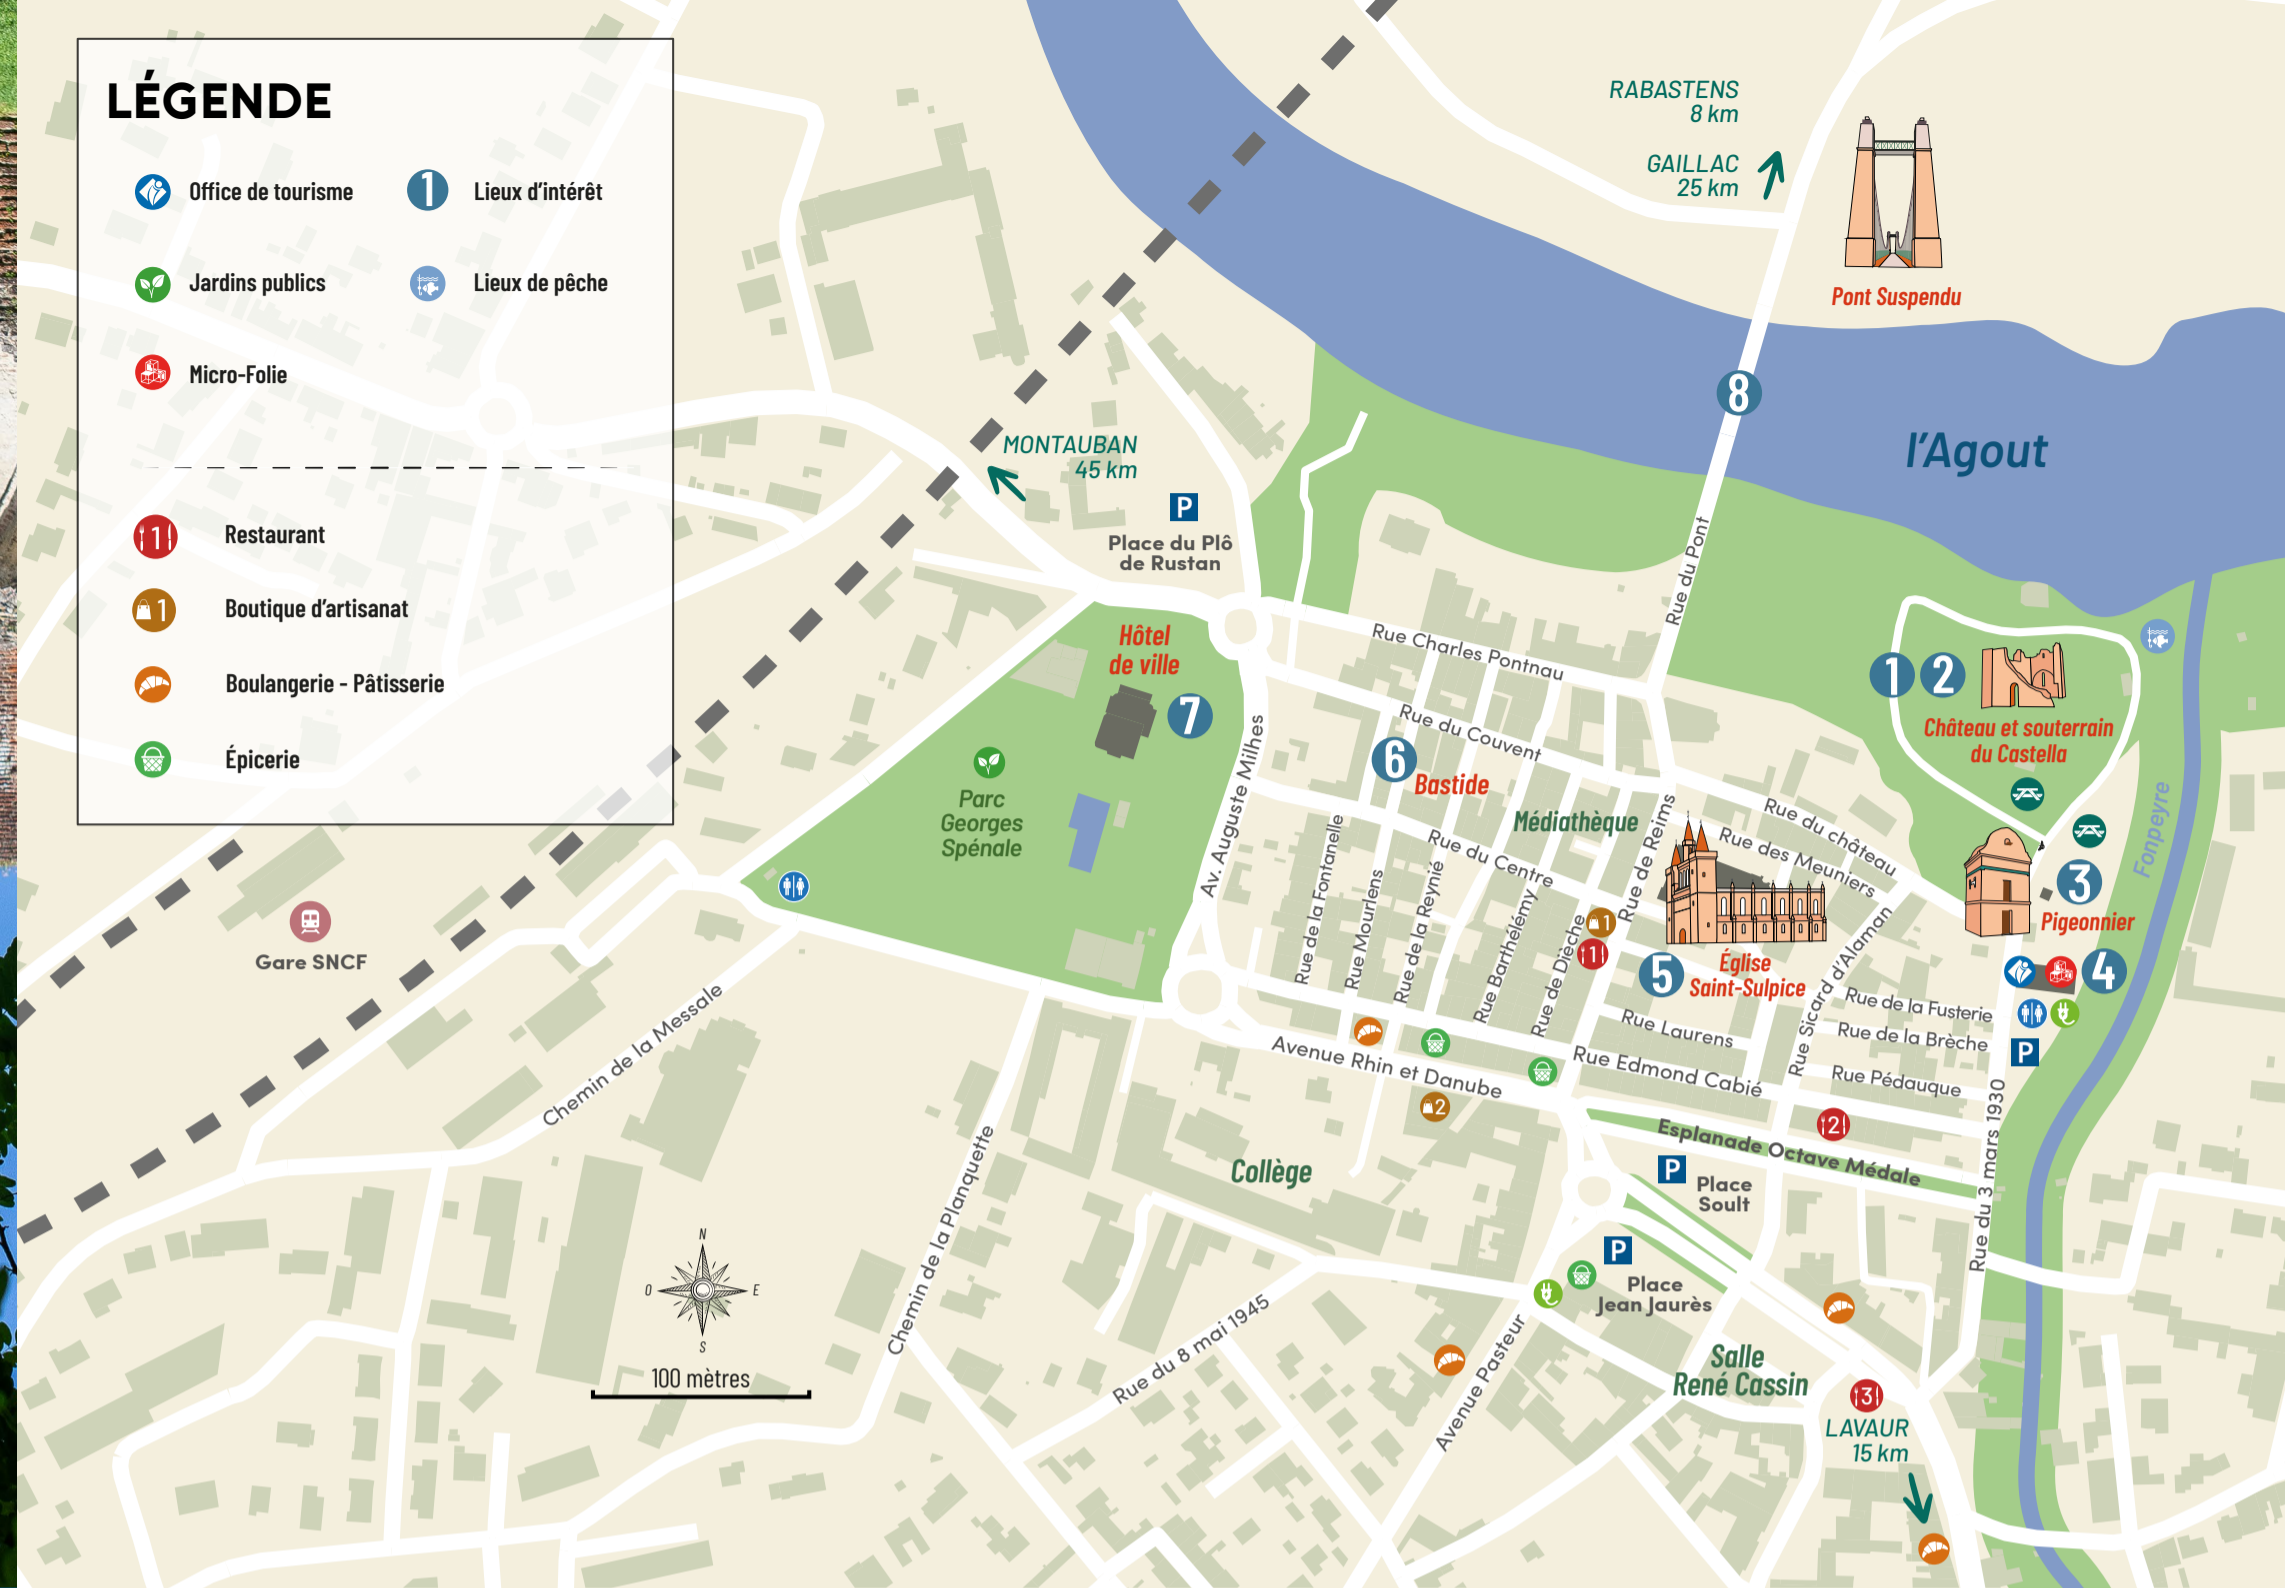 LÉGENDE
Office de tourisme
1 Lieux d'intérêt
Jardins publics
Lieux de pêche
Micro-Folie
1 Restaurant
1 Boutique d'artisanat
Boulangerie - Pâtisserie
Épicerie
RABASTENS
8 km
GAILLAC
25 km
Pont Suspendu
8
l'Agout
MONTAUBAN
45 km
P
Place du Plô
de Rustan
Rue du Pont
Hôtel
de ville
7
Rue Charles Pontnau
1 2
Château et souterrain
du Castella
Rue du Couvent
6
Bastide
Av. Auguste Milhes
Parc
Georges
Spénale
Médiathèque
Rue de Reims
Rue du château
Rue des Meuniers
Fonpeyre
Rue du Centre
Rue de la Fontanelle
Rue Mourlens
Rue de la Reynié
Rue Barthélémy
Rue de Dièche
1
1
3
Pigeonnier
Gare SNCF
5
Église
Saint-Sulpice
Rue Sicard d'Alaman
4
Rue de la Fusterie
Rue de la Brèche
P
Rue Laurens
Rue Edmond Cabié
Rue Pédauque
Avenue Rhin et Danube
2
2
Chemin de la Messale
Esplanade Octave Médale
P
Place
Soult
Rue du 3 mars 1930
Collège
Chemin de la Planquette
P
Place
Jean Jaurès
N
O
E
S
100 mètres
Rue du 8 mai 1945
Avenue Pasteur
Salle
René Cassin
3
LAVAUR
15 km